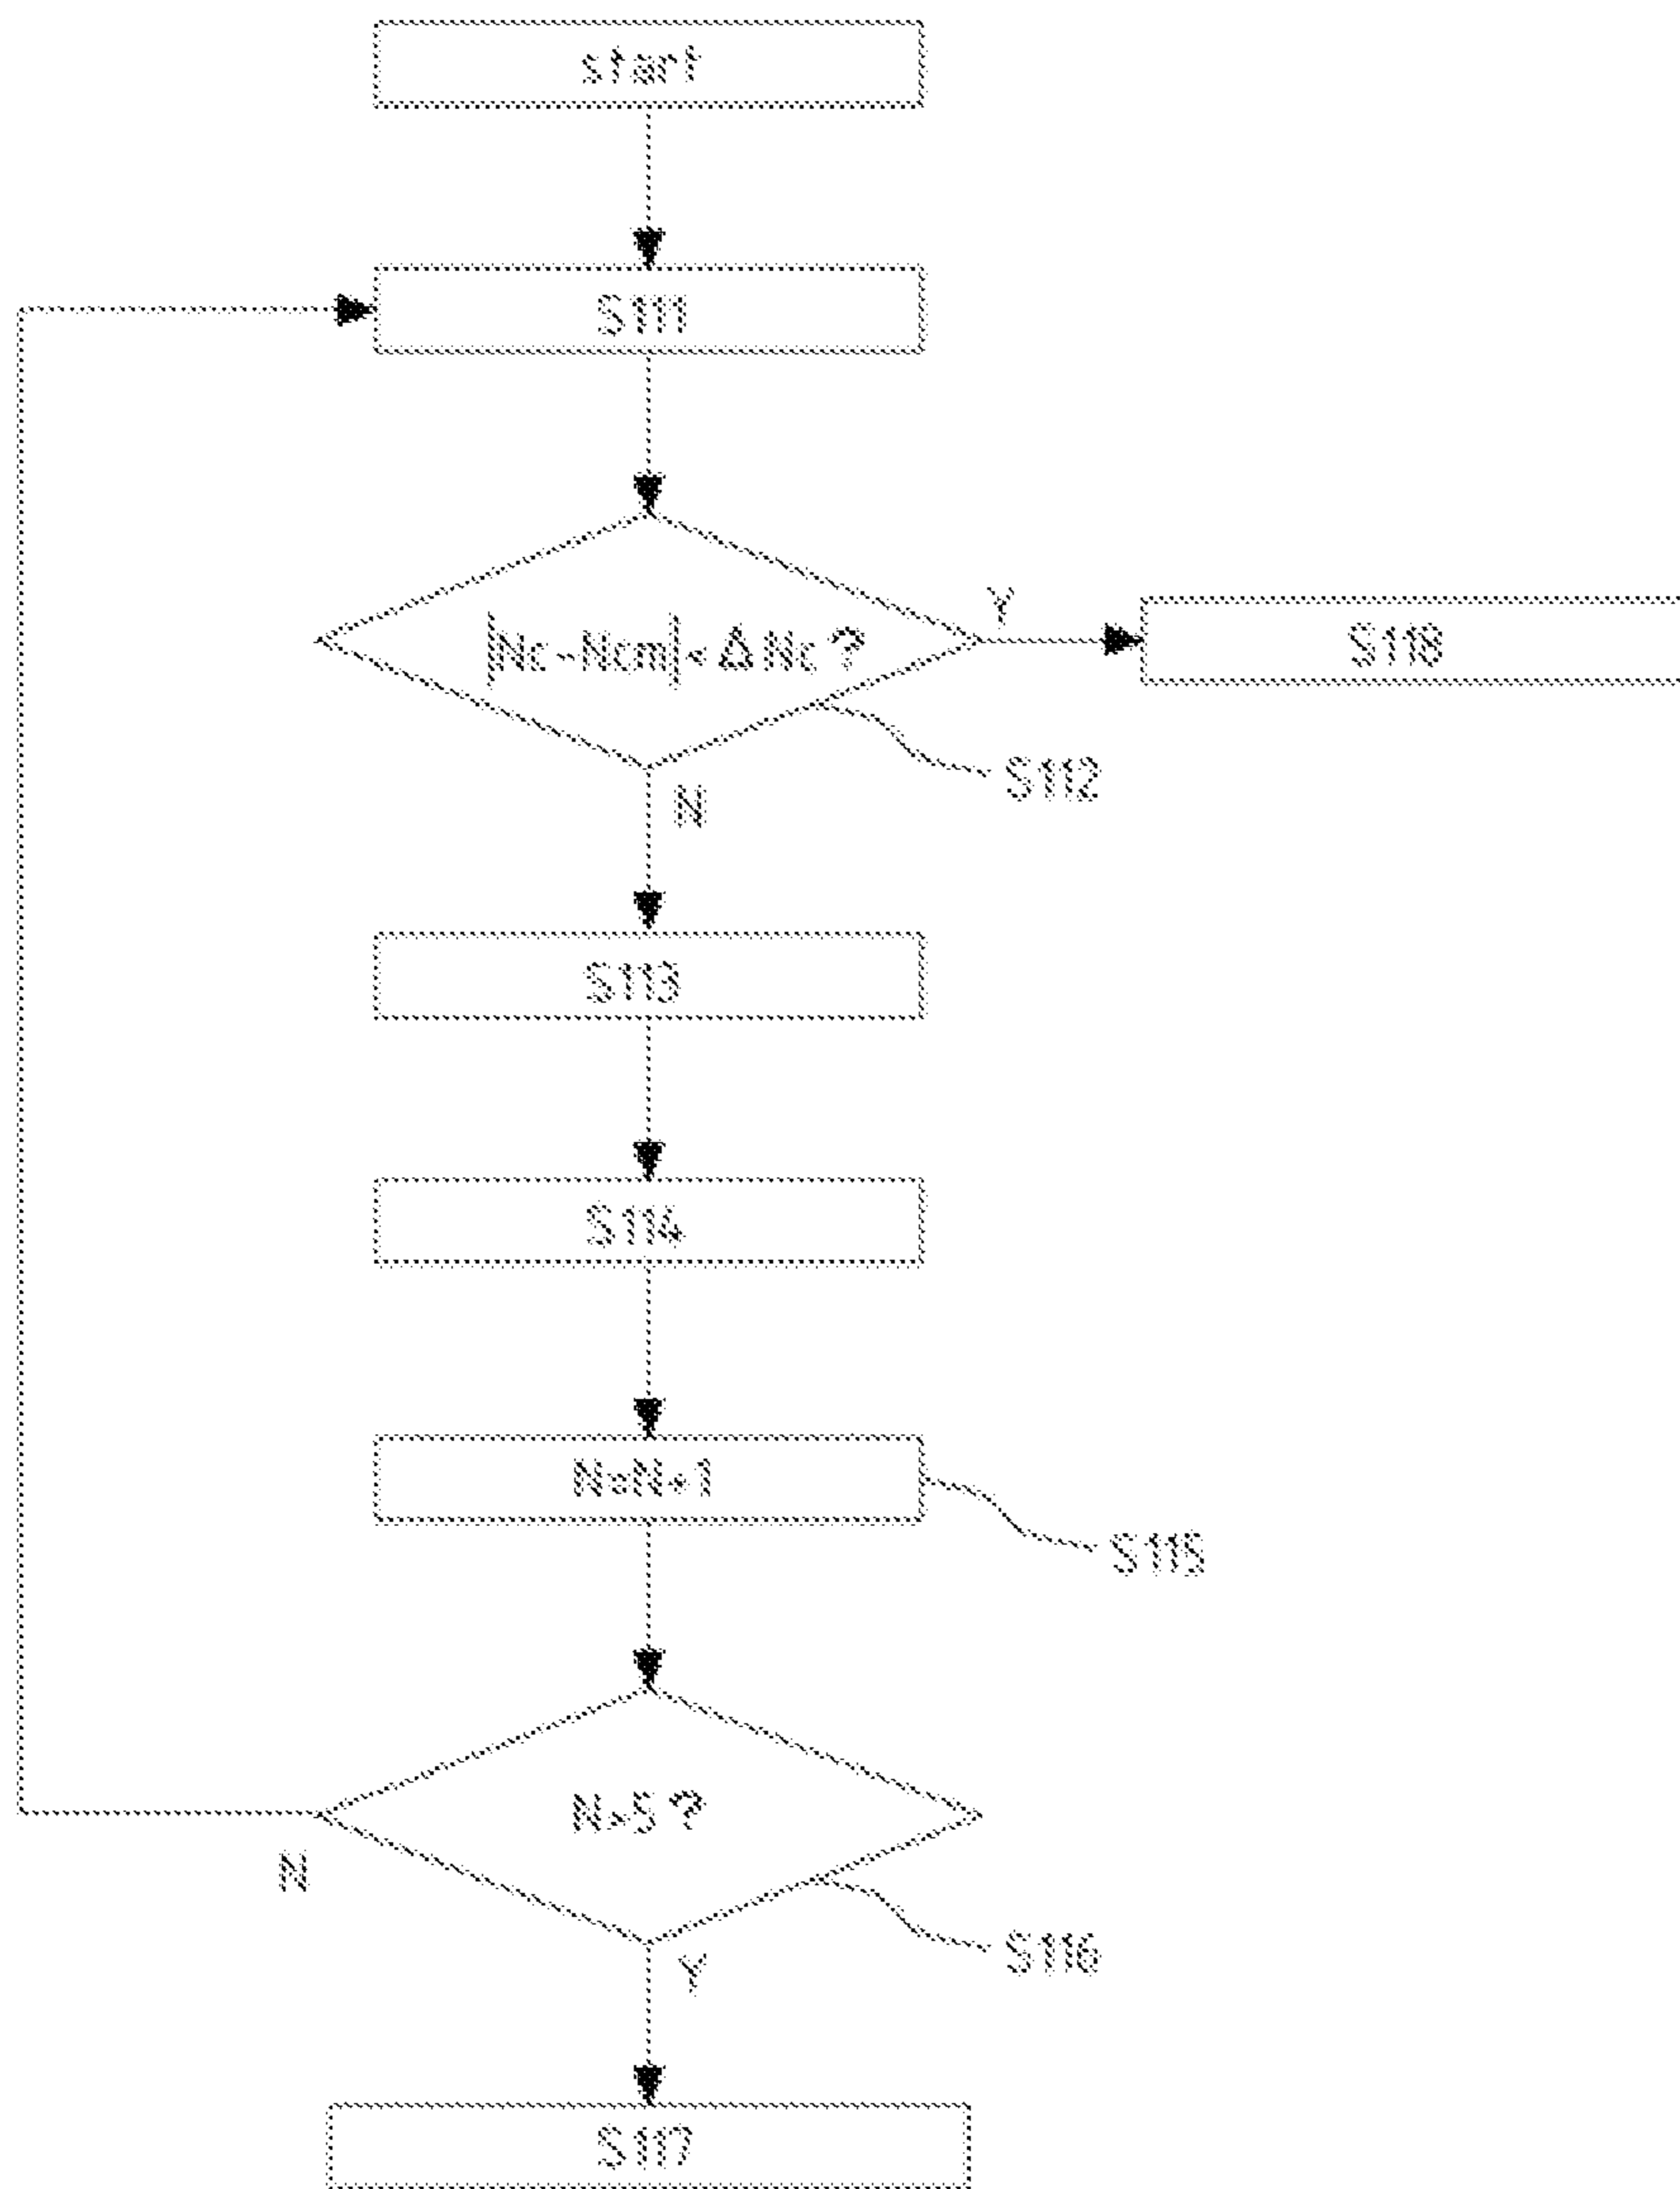 start
S111
|Nc-Ncm|<ΔNc?
Y
S118
S112
N
S113
S114
N=N+1
S115
N>5?
N
S116
Y
S117